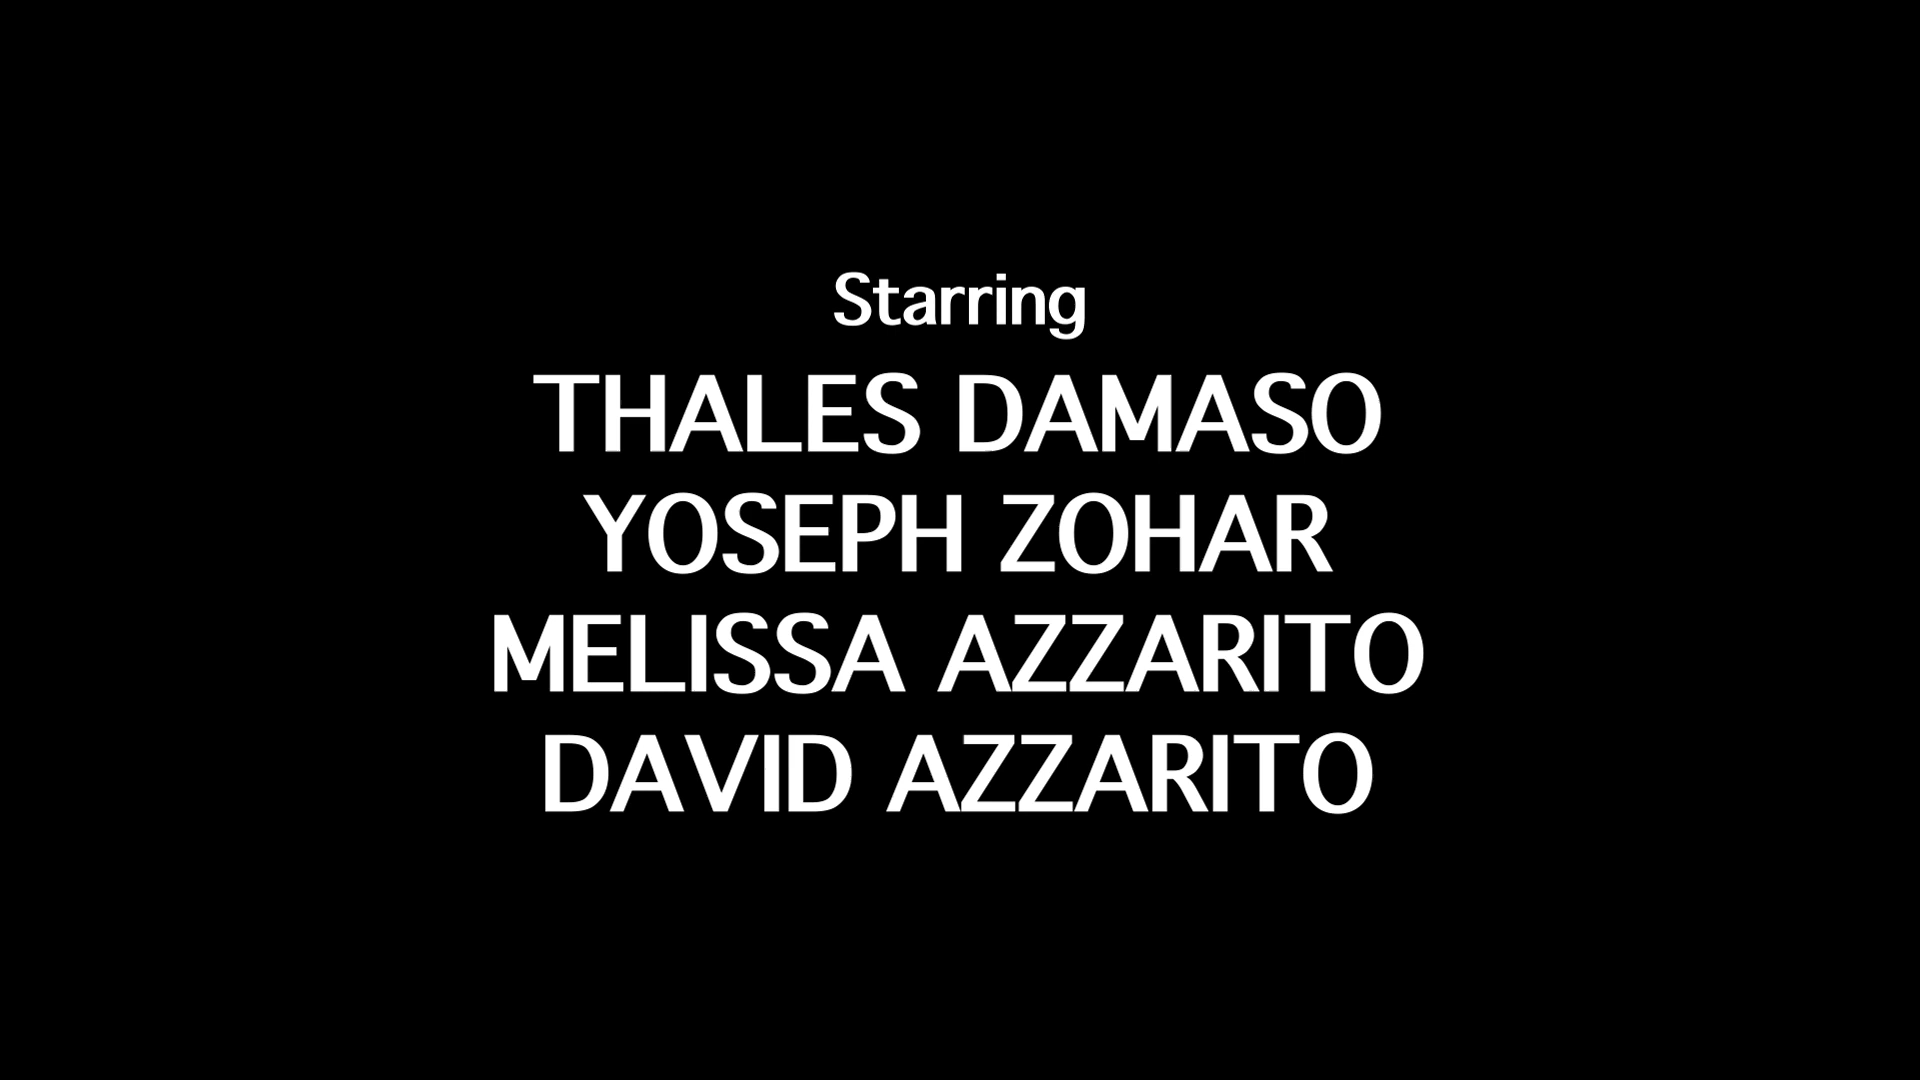 Starring
THALES DAMASO
YOSEPH ZOHAR
MELISSA AZZARITO
DAVID AZZARITO